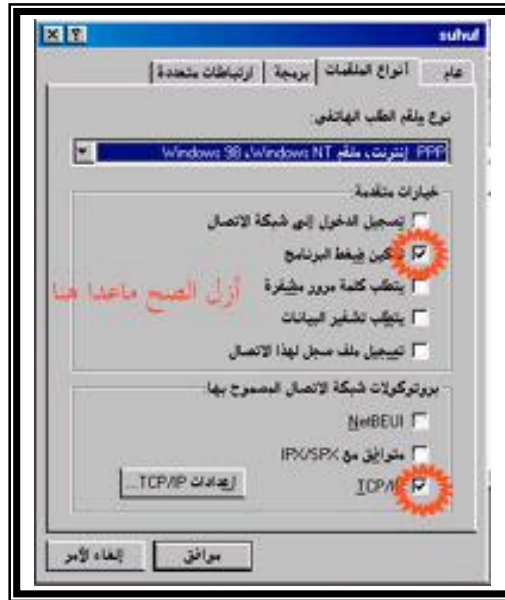 suhuf
عام أنواع الملقمات برمجة ارتباطات متعددة
نوع ملقم الطلب الهاتفي:
PPP: إنترنت، ملقم Windows NT، Windows 98
خيارات متقدمة:
تسجيل الدخول إلى شبكة الاتصال
تمكين ضغط البرنامج
يتطلب كلمة مرور مشفرة
أزل الصح ماعدا هنا
يتطلب تشفير البيانات
تسجيل ملف سجل لهذا الاتصال
بروتوكولات شبكة الاتصال المسموح بها:
NetBEUI
متوافق مع IPX/SPX
TCP/IP
إعدادات TCP/IP...
موافق
إلغاء الأمر